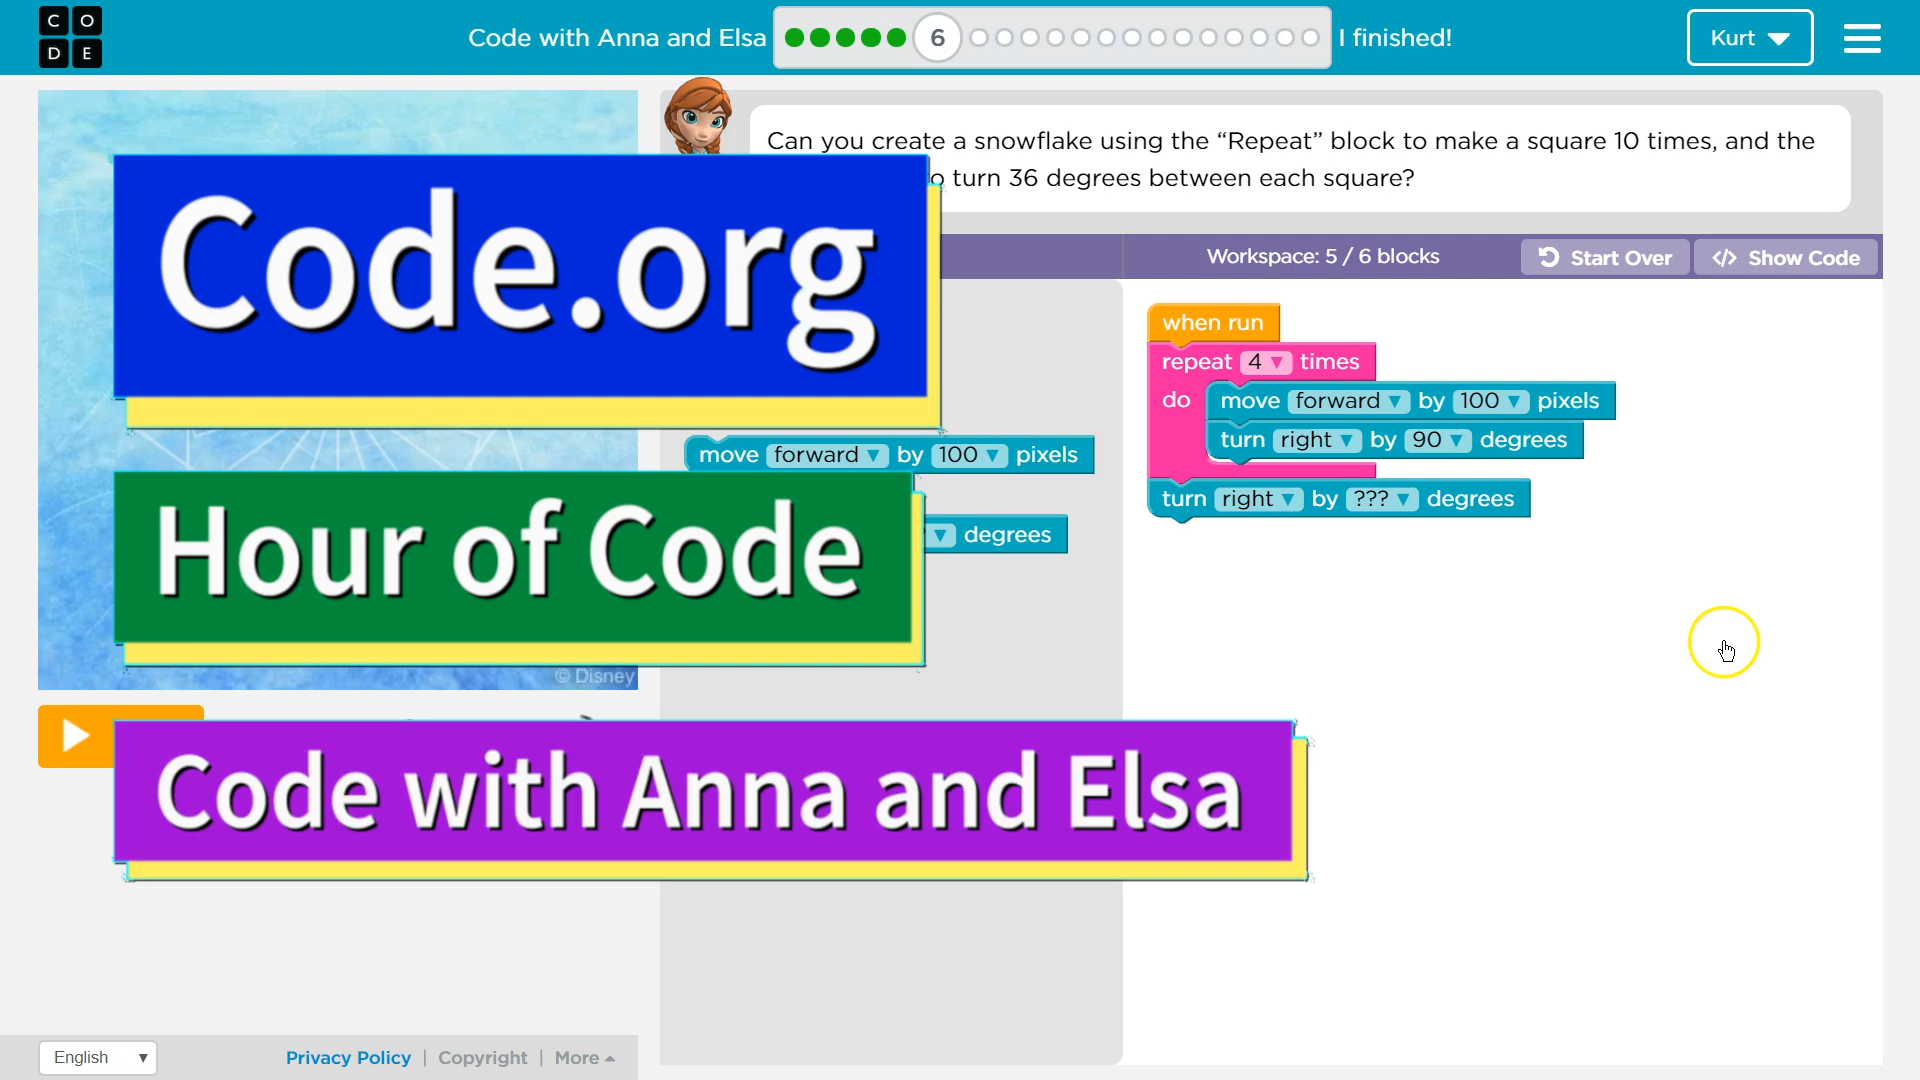 CODE
Code with Anna and Elsa 6 I finished! Kurt
Can you create a snowflake using the “Repeat” block to make a square 10 times, and the
o turn 36 degrees between each square?
Workspace: 5 / 6 blocks Start Over </> Show Code
Code.org
when run
repeat 4 times
do move forward by 100 pixels
turn right by 90 degrees
turn right by ??? degrees
move forward by 100 pixels
degrees
Hour of Code
© Disney
Code with Anna and Elsa
English Privacy Policy | Copyright | More